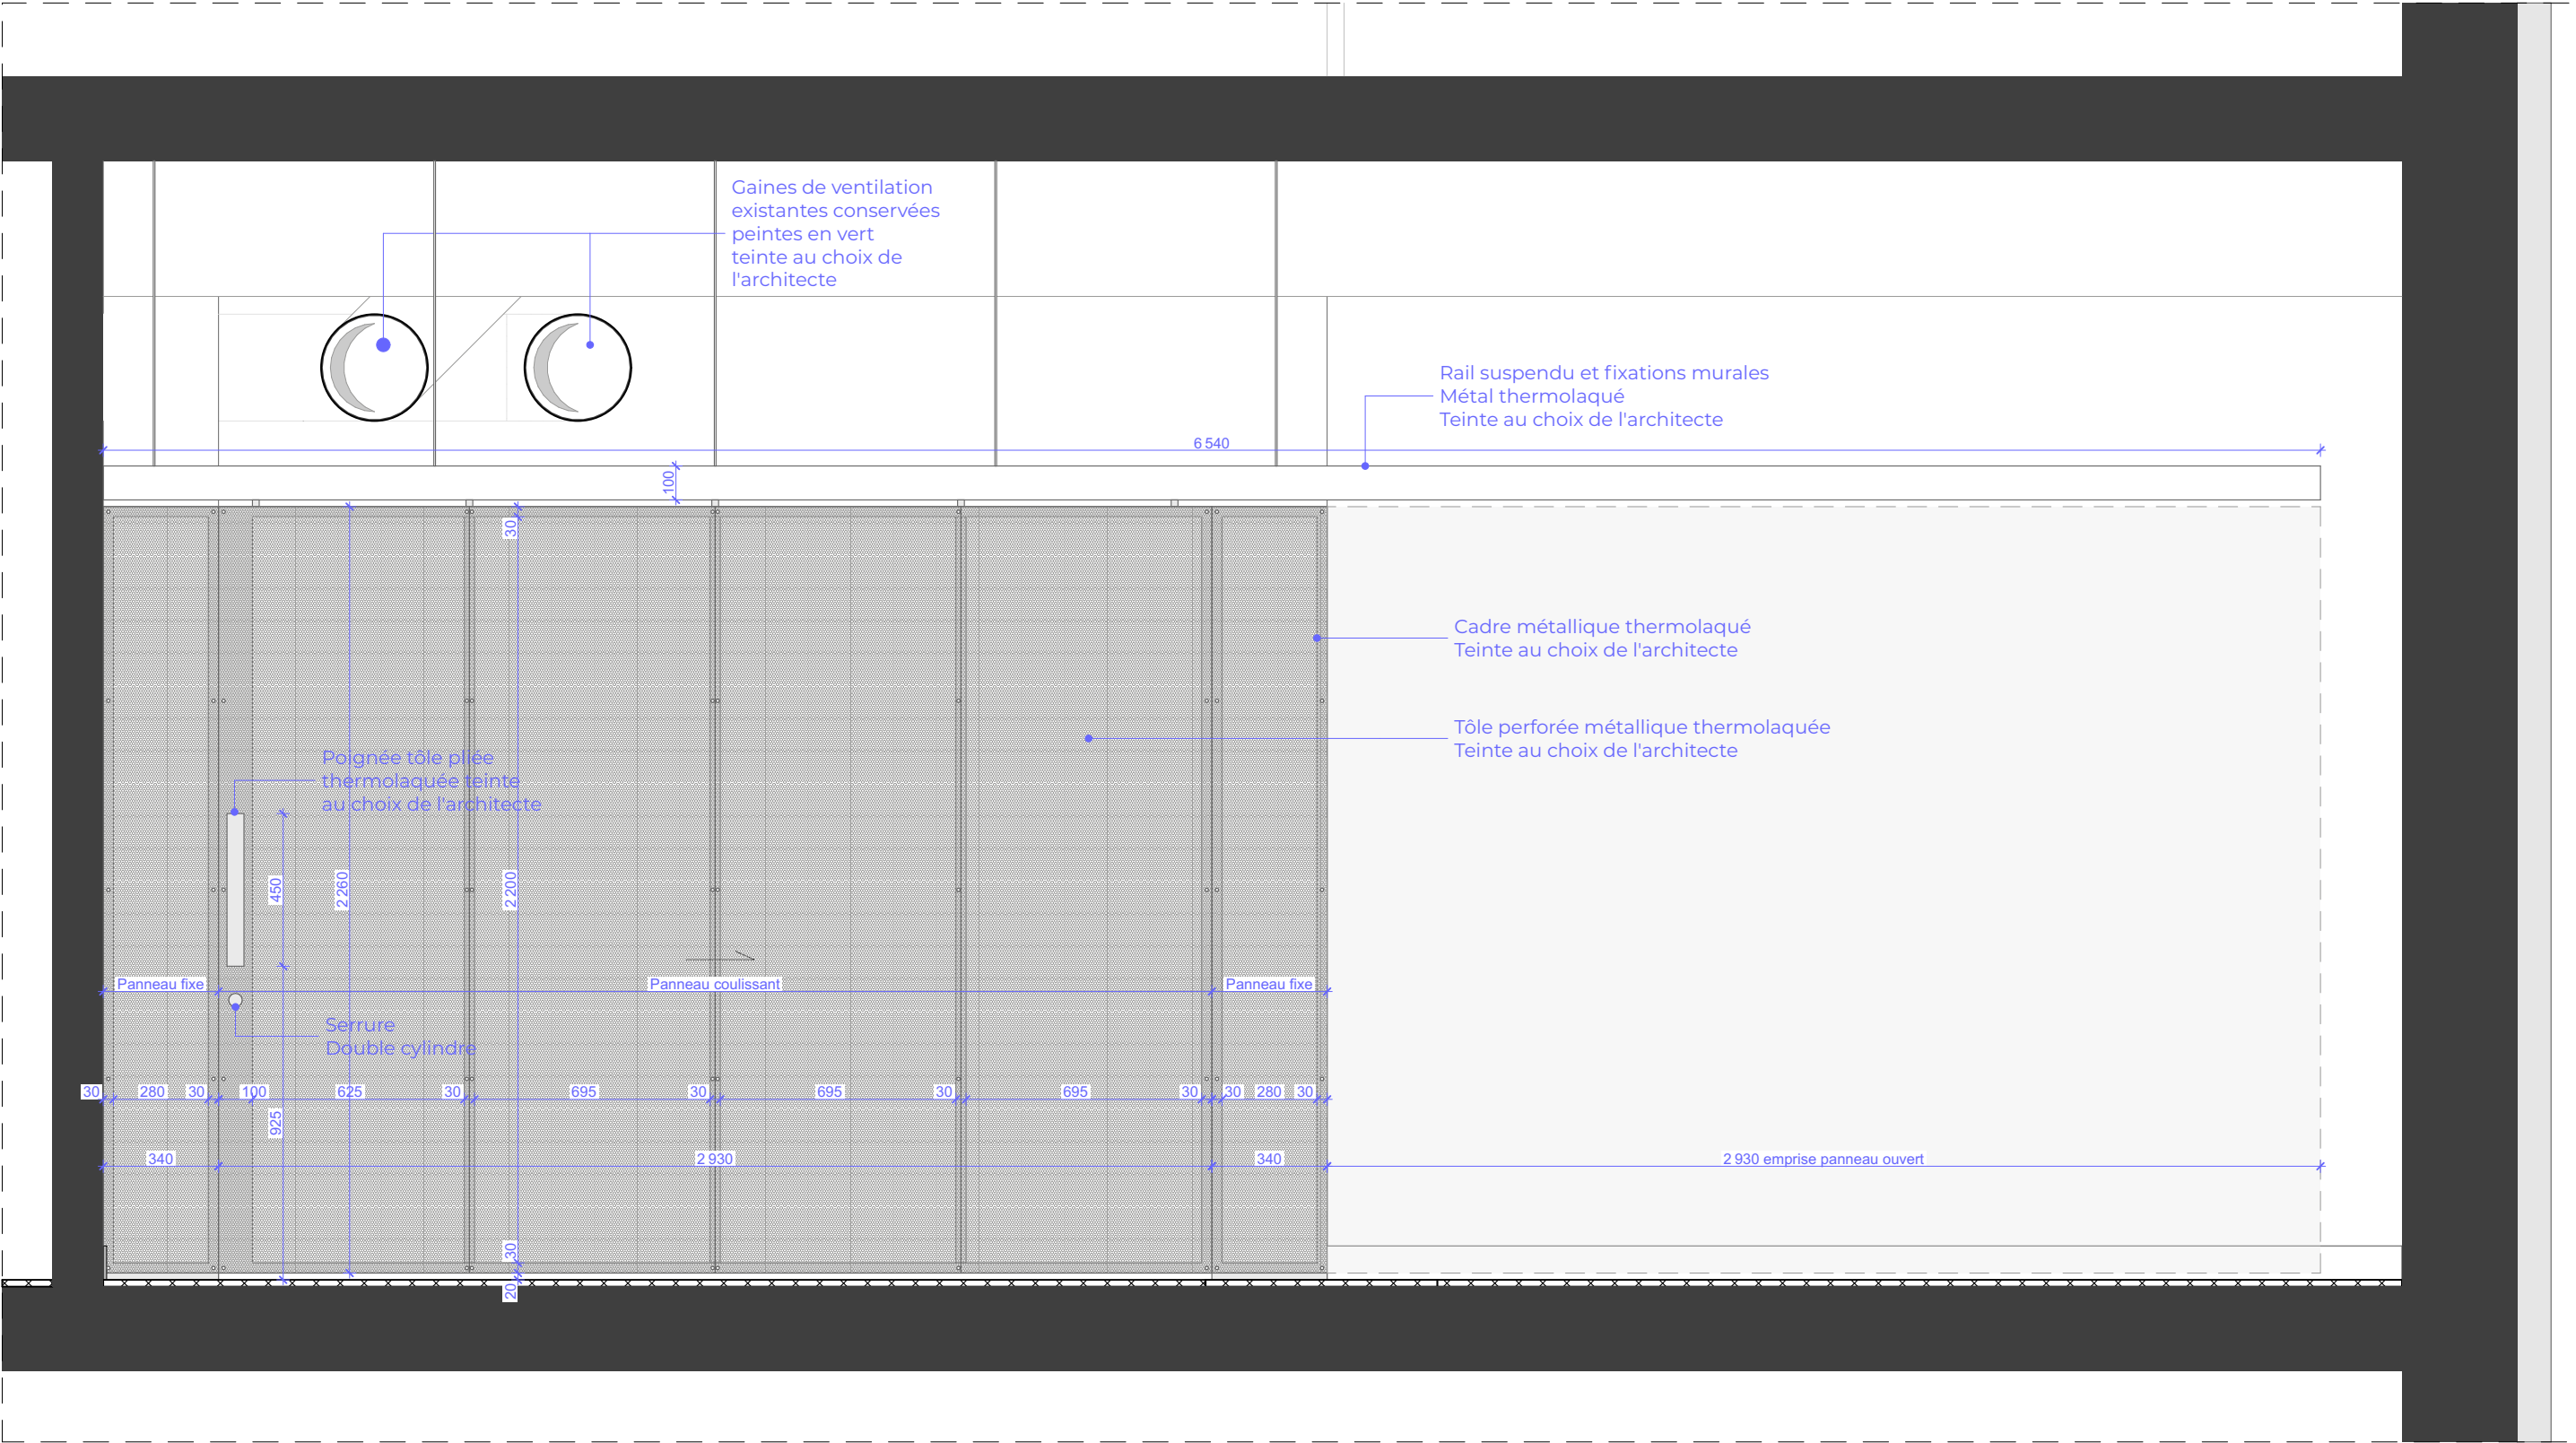 Gaines de ventilation
existantes conservées
peintes en vert
teinte au choix de
l'architecte
Rail suspendu et fixations murales
Métal thermolaqué
Teinte au choix de l'architecte
6 540
100
30
Cadre métallique thermolaqué
Teinte au choix de l'architecte
Tôle perforée métallique thermolaquée
Teinte au choix de l'architecte
Poignée tôle pliée
thermolaquée teinte
au choix de l'architecte
450
2 260
2 200
Panneau fixe
Panneau coulissant
Panneau fixe
Serrure
Double cylindre
30 280 30 100 625 30 695 30 695 30 695 30 30 280 30
925
340
2 930
340
2 930 emprise panneau ouvert
30
20